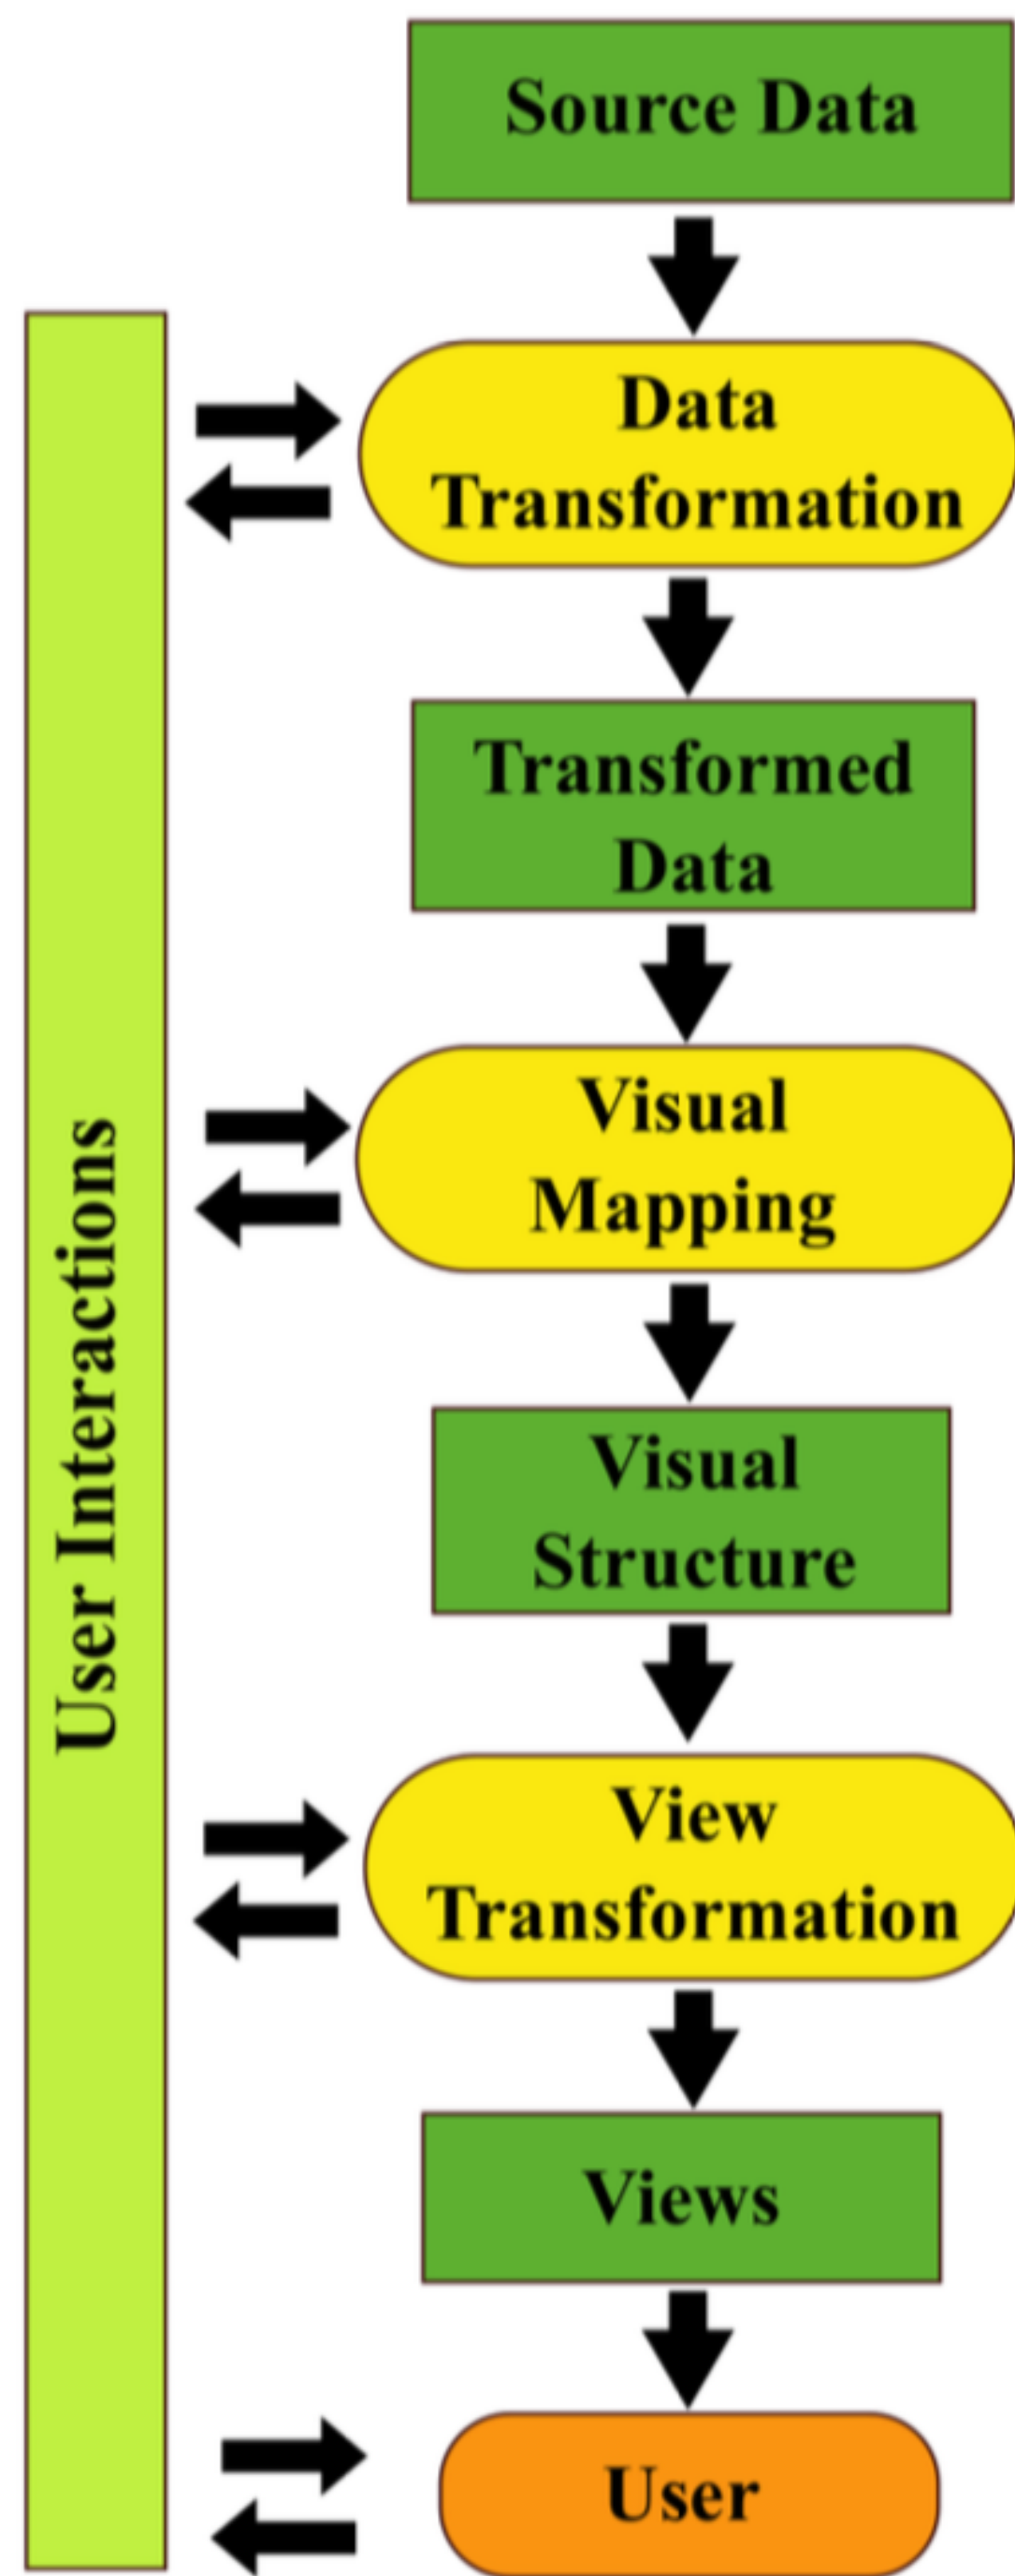 Source Data
Data
Transformation
Transformed
Data
Visual
Mapping
Visual
Structure
View
Transformation
Views
User
User Interactions